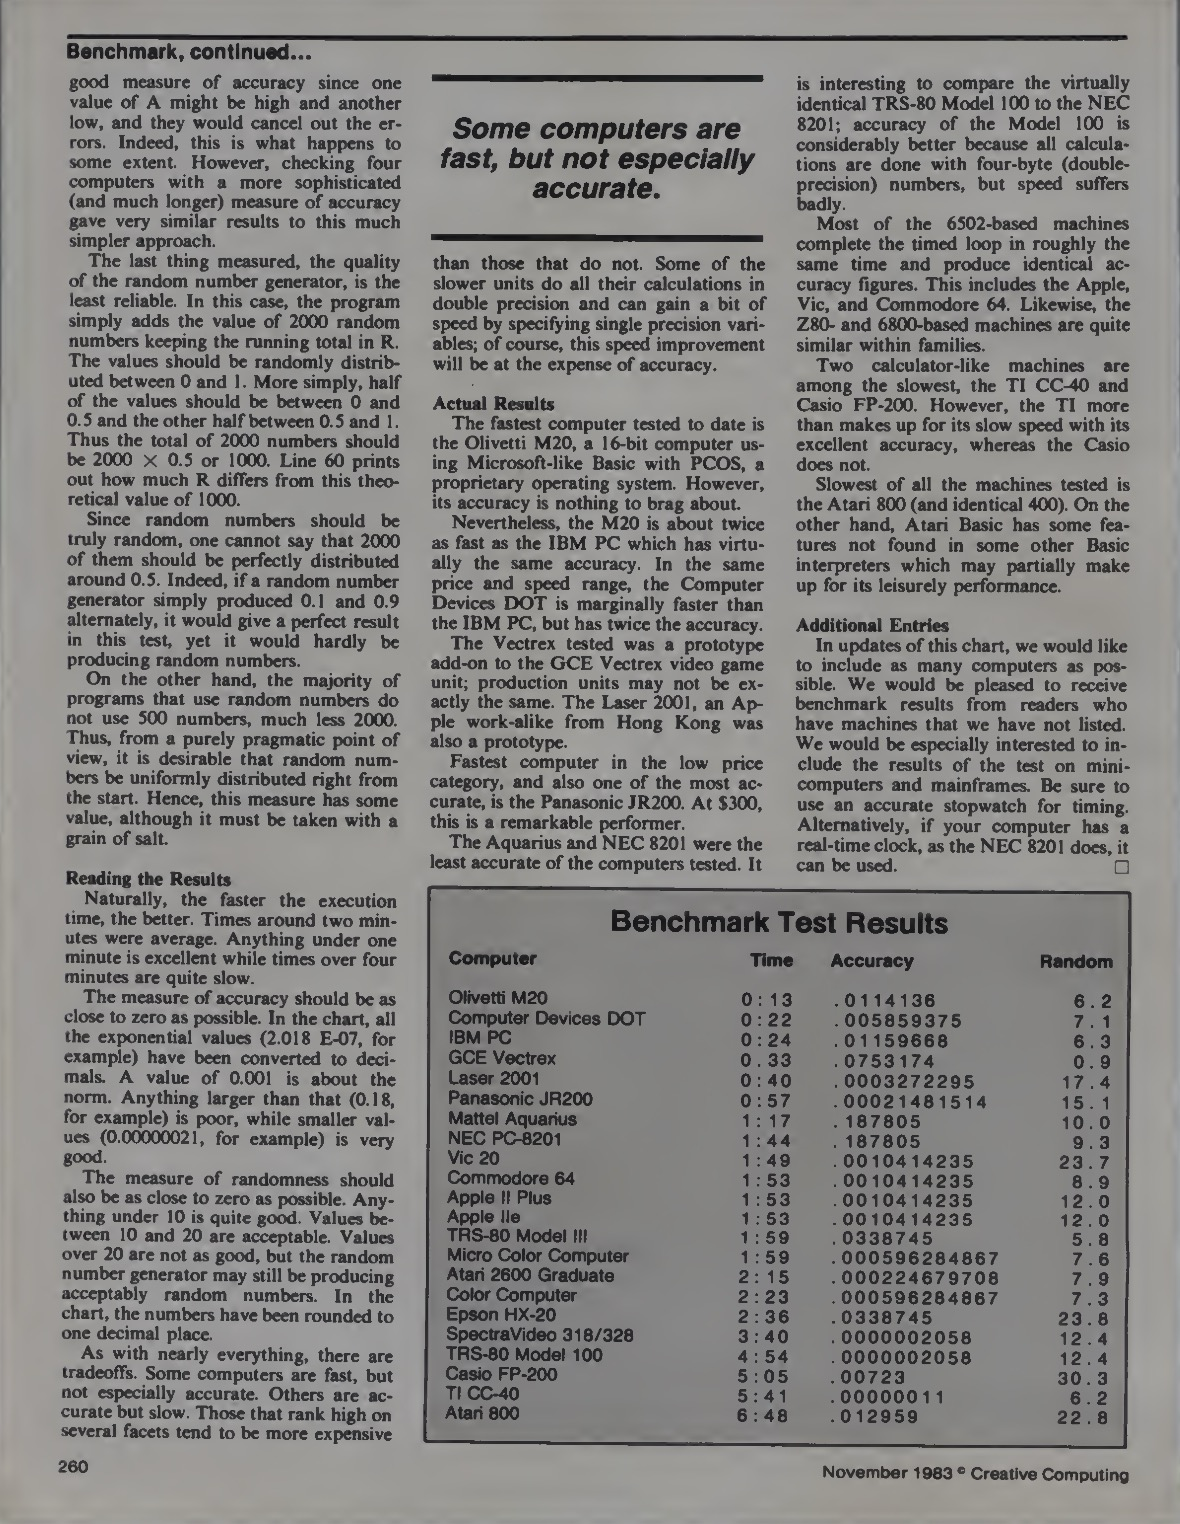 Benchmark, continued...
good measure of accuracy since one
value of A might be high and another
low, and they would cancel out the er-
rors. Indeed, this is what happens to
some extent. However, checking four
computers with a more sophisticated
(and much longer) measure of accuracy
gave very similar results to this much
simpler approach.
The last thing measured, the quality
of the random number generator, is the
least reliable. In this case, the program
simply adds the value of 2000 random
numbers keeping the running total in R.
The values should be randomly distrib-
uted between 0 and 1. More simply, half
of the values should be between 0 and
0.5 and the other half between 0.5 and 1.
Thus the total of 2000 numbers should
be 2000 × 0.5 or 1000. Line 60 prints
out how much R differs from this theo-
retical value of 1000.
Since random numbers should be
truly random, one cannot say that 2000
of them should be perfectly distributed
around 0.5. Indeed, if a random number
generator simply produced 0.1 and 0.9
alternately, it would give a perfect result
in this test, yet it would hardly be
producing random numbers.
On the other hand, the majority of
programs that use random numbers do
not use 500 numbers, much less 2000.
Thus, from a purely pragmatic point of
view, it is desirable that random num-
bers be uniformly distributed right from
the start. Hence, this measure has some
value, although it must be taken with a
grain of salt.
Reading the Results
Naturally, the faster the execution
time, the better. Times around two min-
utes were average. Anything under one
minute is excellent while times over four
minutes are quite slow.
The measure of accuracy should be as
close to zero as possible. In the chart, all
the exponential values (2.018 E-07, for
example) have been converted to deci-
mals. A value of 0.001 is about the
norm. Anything larger than that (0.18,
for example) is poor, while smaller val-
ues (0.00000021, for example) is very
good.
The measure of randomness should
also be as close to zero as possible. Any-
thing under 10 is quite good. Values be-
tween 10 and 20 are acceptable. Values
over 20 are not as good, but the random
number generator may still be producing
acceptably random numbers. In the
chart, the numbers have been rounded to
one decimal place.
As with nearly everything, there are
tradeoffs. Some computers are fast, but
not especially accurate. Others are ac-
curate but slow. Those that rank high on
several facets tend to be more expensive
Some computers are
fast, but not especially
accurate.
than those that do not. Some of the
slower units do all their calculations in
double precision and can gain a bit of
speed by specifying single precision vari-
ables; of course, this speed improvement
will be at the expense of accuracy.
Actual Results
The fastest computer tested to date is
the Olivetti M20, a 16-bit computer us-
ing Microsoft-like Basic with PCOS, a
proprietary operating system. However,
its accuracy is nothing to brag about.
Nevertheless, the M20 is about twice
as fast as the IBM PC which has virtu-
ally the same accuracy. In the same
price and speed range, the Computer
Devices DOT is marginally faster than
the IBM PC, but has twice the accuracy.
The Vectrex tested was a prototype
add-on to the GCE Vectrex video game
unit; production units may not be ex-
actly the same. The Laser 2001, an Ap-
ple work-alike from Hong Kong was
also a prototype.
Fastest computer in the low price
category, and also one of the most ac-
curate, is the Panasonic JR200. At $300,
this is a remarkable performer.
The Aquarius and NEC 8201 were the
least accurate of the computers tested. It
is interesting to compare the virtually
identical TRS-80 Model 100 to the NEC
8201; accuracy of the Model 100 is
considerably better because all calcula-
tions are done with four-byte (double-
precision) numbers, but speed suffers
badly.
Most of the 6502-based machines
complete the timed loop in roughly the
same time and produce identical ac-
curacy figures. This includes the Apple,
Vic, and Commodore 64. Likewise, the
Z80- and 6800-based machines are quite
similar within families.
Two calculator-like machines are
among the slowest, the TI CC-40 and
Casio FP-200. However, the TI more
than makes up for its slow speed with its
excellent accuracy, whereas the Casio
does not.
Slowest of all the machines tested is
the Atari 800 (and identical 400). On the
other hand, Atari Basic has some fea-
tures not found in some other Basic
interpreters which may partially make
up for its leisurely performance.
Additional Entries
In updates of this chart, we would like
to include as many computers as pos-
sible. We would be pleased to receive
benchmark results from readers who
have machines that we have not listed.
We would be especially interested to in-
clude the results of the test on mini-
computers and mainframes. Be sure to
use an accurate stopwatch for timing.
Alternatively, if your computer has a
real-time clock, as the NEC 8201 does, it
can be used. □
Benchmark Test Results
Computer Time Accuracy Random
Olivetti M20 0:13 .0114136 6.2
Computer Devices DOT 0:22 .005859375 7.1
IBM PC 0:24 .01159668 6.3
GCE Vectrex 0.33 .0753174 0.9
Laser 2001 0:40 .0003272295 17.4
Panasonic JR200 0:57 .00021481514 15.1
Mattel Aquarius 1:17 .187805 10.0
NEC PC-8201 1:44 .187805 9.3
Vic 20 1:49 .0010414235 23.7
Commodore 64 1:53 .0010414235 8.9
Apple II Plus 1:53 .0010414235 12.0
Apple IIe 1:53 .0010414235 12.0
TRS-80 Model III 1:59 .0338745 5.8
Micro Color Computer 1:59 .000596284867 7.6
Atari 2600 Graduate 2:15 .000224679708 7.9
Color Computer 2:23 .000596284867 7.3
Epson HX-20 2:36 .0338745 23.8
SpectraVideo 318/328 3:40 .0000002058 12.4
TRS-80 Model 100 4:54 .0000002058 12.4
Casio FP-200 5:05 .00723 30.3
TI CC-40 5:41 .00000011 6.2
Atari 800 6:48 .012959 22.8
260
November 1983 © Creative Computing